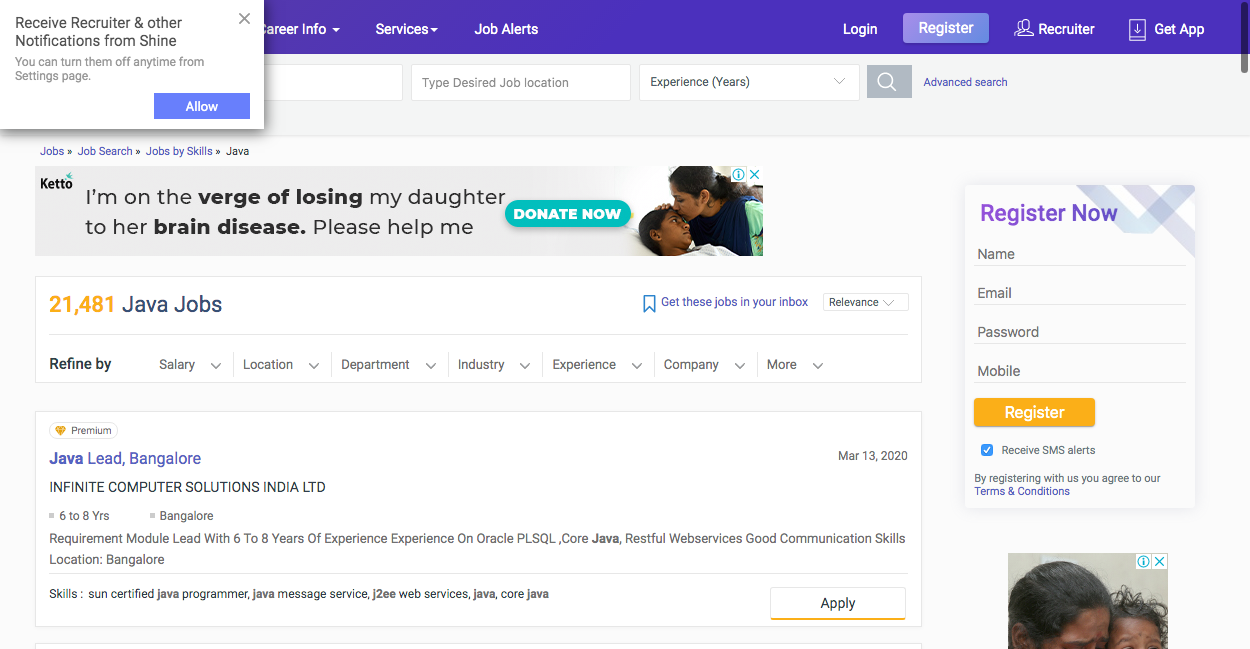 Receive Recruiter & other
Notifications from Shine
You can turn them off anytime from
Settings page.
Allow
Career Info
Services
Job Alerts
Login
Register
Recruiter
Get App
Type Desired Job location
Experience (Years)
Advanced search
Jobs » Job Search » Jobs by Skills » Java
Ketto
I'm on the verge of losing my daughter
to her brain disease. Please help me
DONATE NOW
21,481 Java Jobs
Get these jobs in your inbox
Relevance
Refine by
Salary
Location
Department
Industry
Experience
Company
More
Premium
Java Lead, Bangalore
Mar 13, 2020
INFINITE COMPUTER SOLUTIONS INDIA LTD
6 to 8 Yrs
Bangalore
Requirement Module Lead With 6 To 8 Years Of Experience Experience On Oracle PLSQL ,Core Java, Restful Webservices Good Communication Skills
Location: Bangalore
Skills : sun certified java programmer, java message service, j2ee web services, java, core java
Apply
Register Now
Name
Email
Password
Mobile
Register
Receive SMS alerts
By registering with us you agree to our
Terms & Conditions